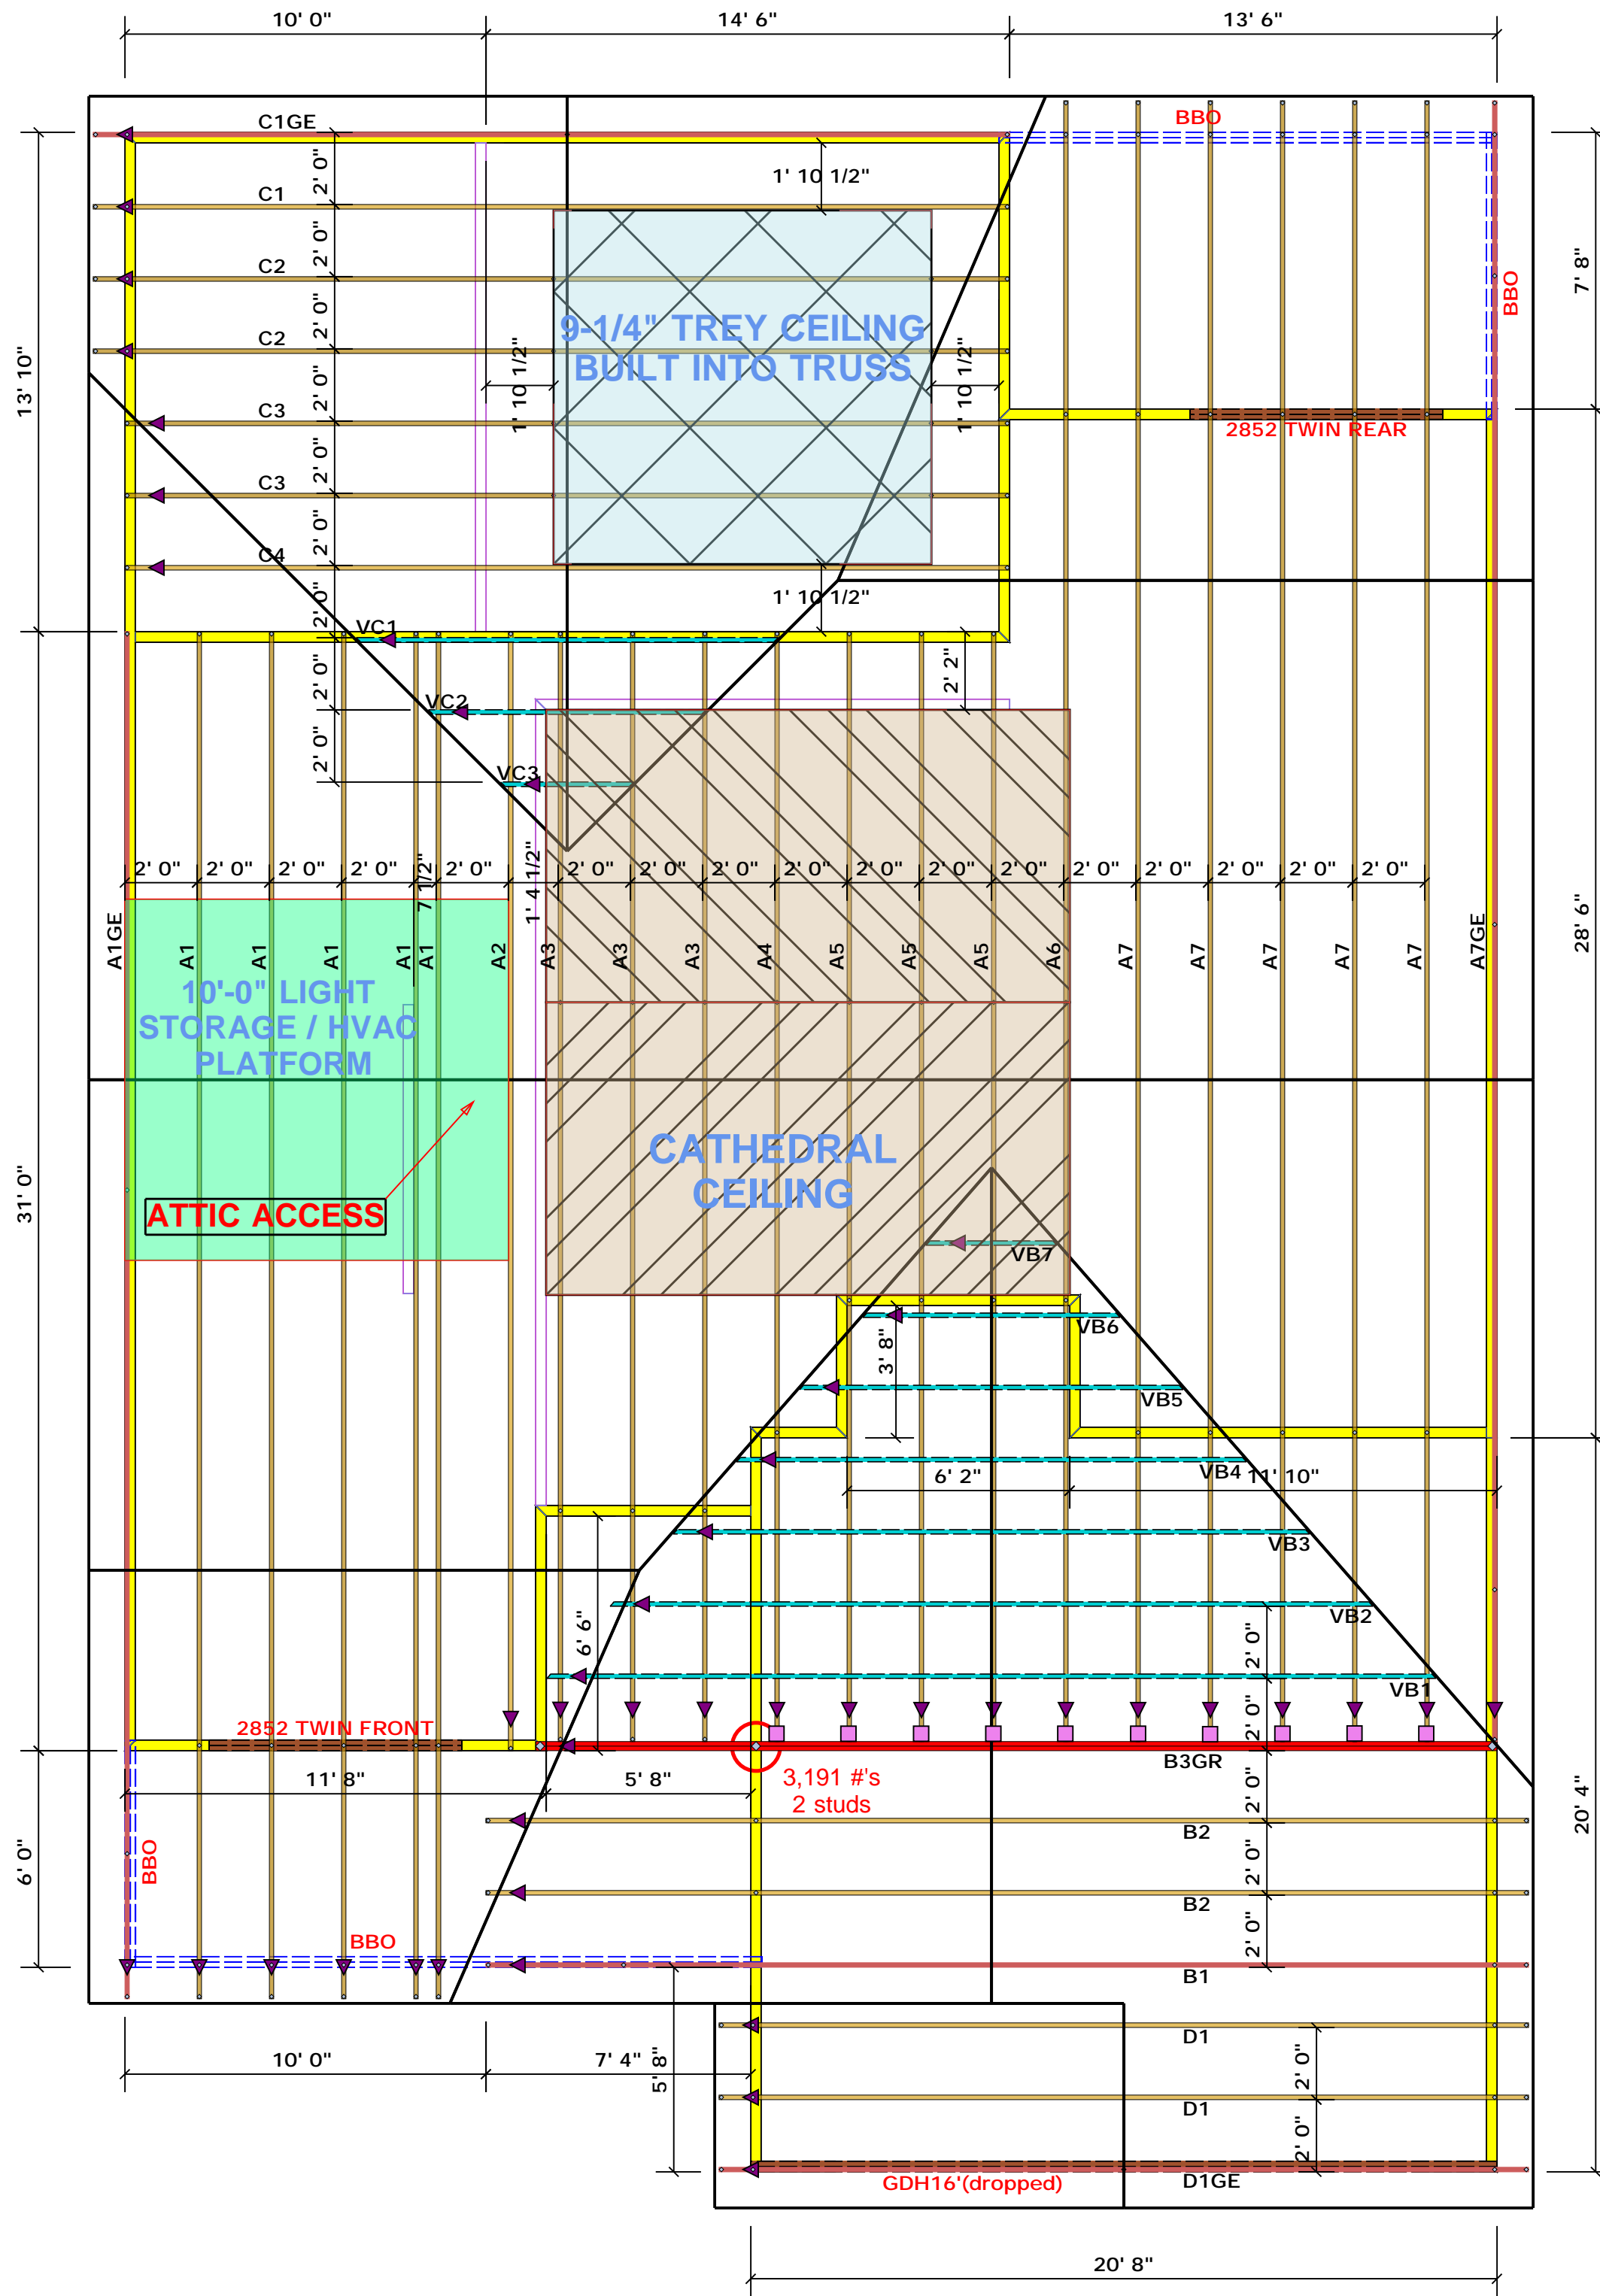 10' 0"
14' 6"
13' 6"
C1GE
BBO
2' 0"
1' 10 1/2"
C1
2' 0"
7' 8"
C2
BBO
2' 0"
9-1/4" TREY CEILING
BUILT INTO TRUSS
C2
13' 10"
2' 0"
1' 10 1/2"
1' 10 1/2"
C3
2852 TWIN REAR
2' 0"
C3
2' 0"
C4
2' 0"
1' 10 1/2"
VC1
2' 0"
2' 2"
VC2
2' 0"
VC3
2' 0"
2' 0"
2' 0"
2' 0"
7 1/2"
2' 0"
1' 4 1/2"
2' 0"
2' 0"
2' 0"
2' 0"
2' 0"
2' 0"
2' 0"
2' 0"
2' 0"
2' 0"
2' 0"
2' 0"
28' 6"
A1GE
A1
A1
A1
A1
A1
A2
A3
A3
A3
A4
A5
A5
A5
A6
A7
A7
A7
A7
A7
A7GE
10'-0" LIGHT
STORAGE / HVAC
PLATFORM
CATHEDRAL
CEILING
31' 0"
ATTIC ACCESS
VB7
VB6
3' 8"
VB5
VB4
6' 2"
11' 10"
VB3
VB2
6' 6"
2' 0"
VB1
2' 0"
2852 TWIN FRONT
B3GR
3,191 #'s
2 studs
11' 8"
5' 8"
2' 0"
20' 4"
B2
6' 0"
BBO
2' 0"
B2
2' 0"
BBO
B1
D1
10' 0"
7' 4"
5' 8"
2' 0"
D1
2' 0"
GDH16'(dropped)
D1GE
20' 8"